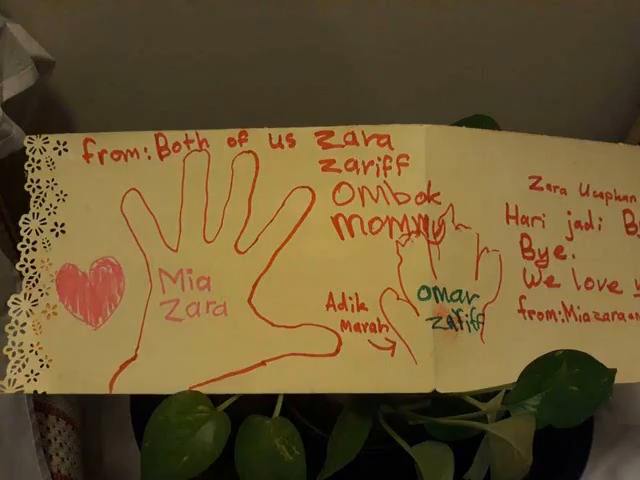 from: Both of us Zara
zariff
Ombok
mommy
Mia
Zara
Adik
marah
omar
zariff
Zara Ucapkan
Hari jadi
Bye.
We love
from: Miazara